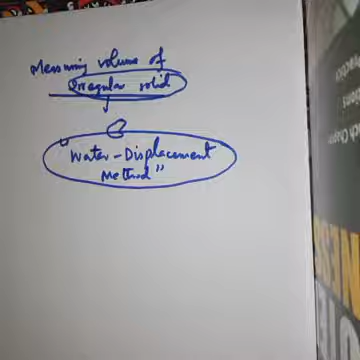 Measuring volume of
irregular solid
"Water-Displacement
Method"